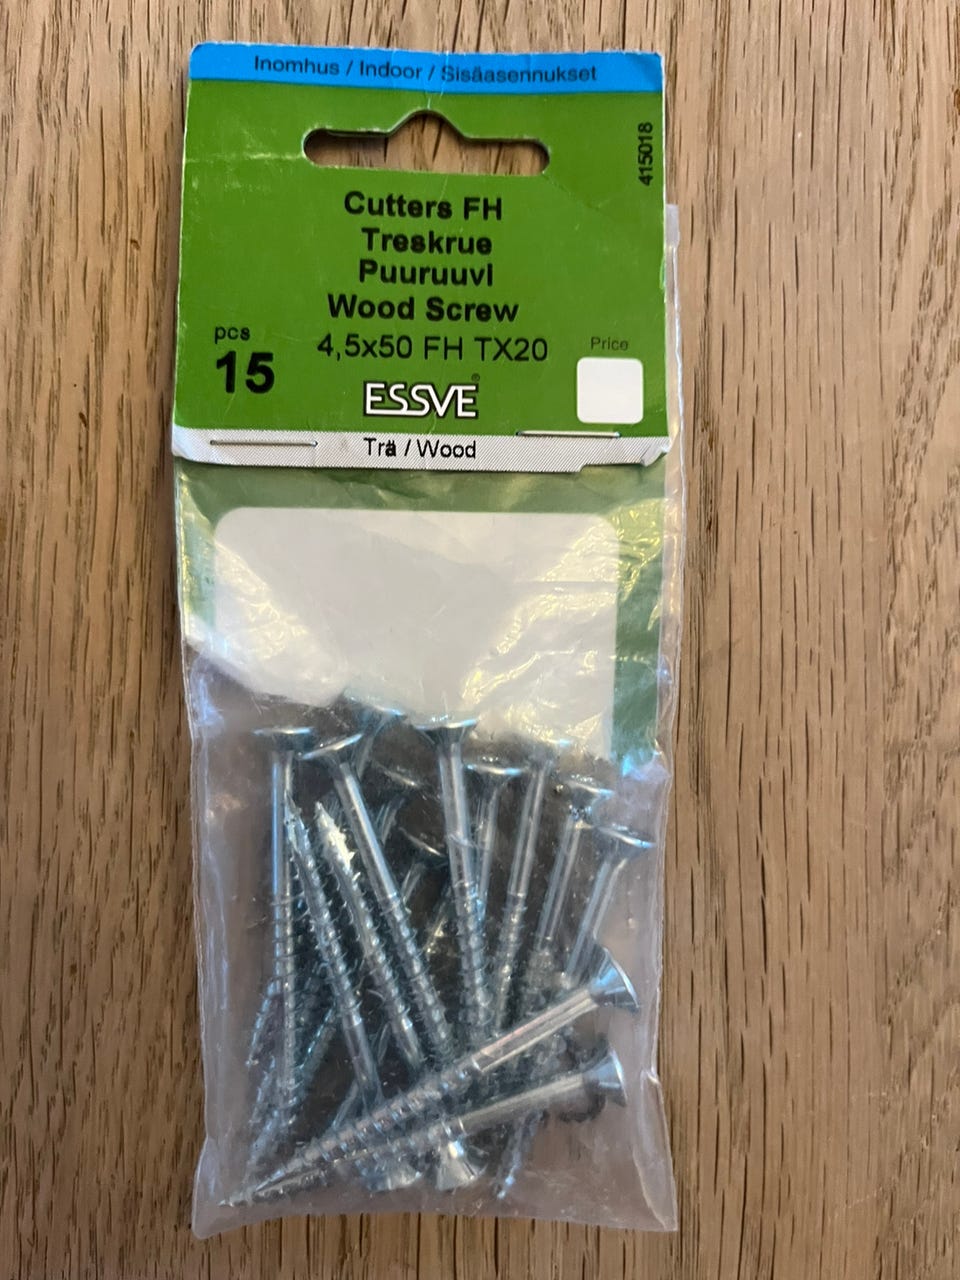 Inomhus / Indoor / Sisäasennukset
415018
Cutters FH
Treskrue
Puuruuvi
Wood Screw
4,5x50 FH TX20
pcs
15
Price
ESSVE®
Trä / Wood